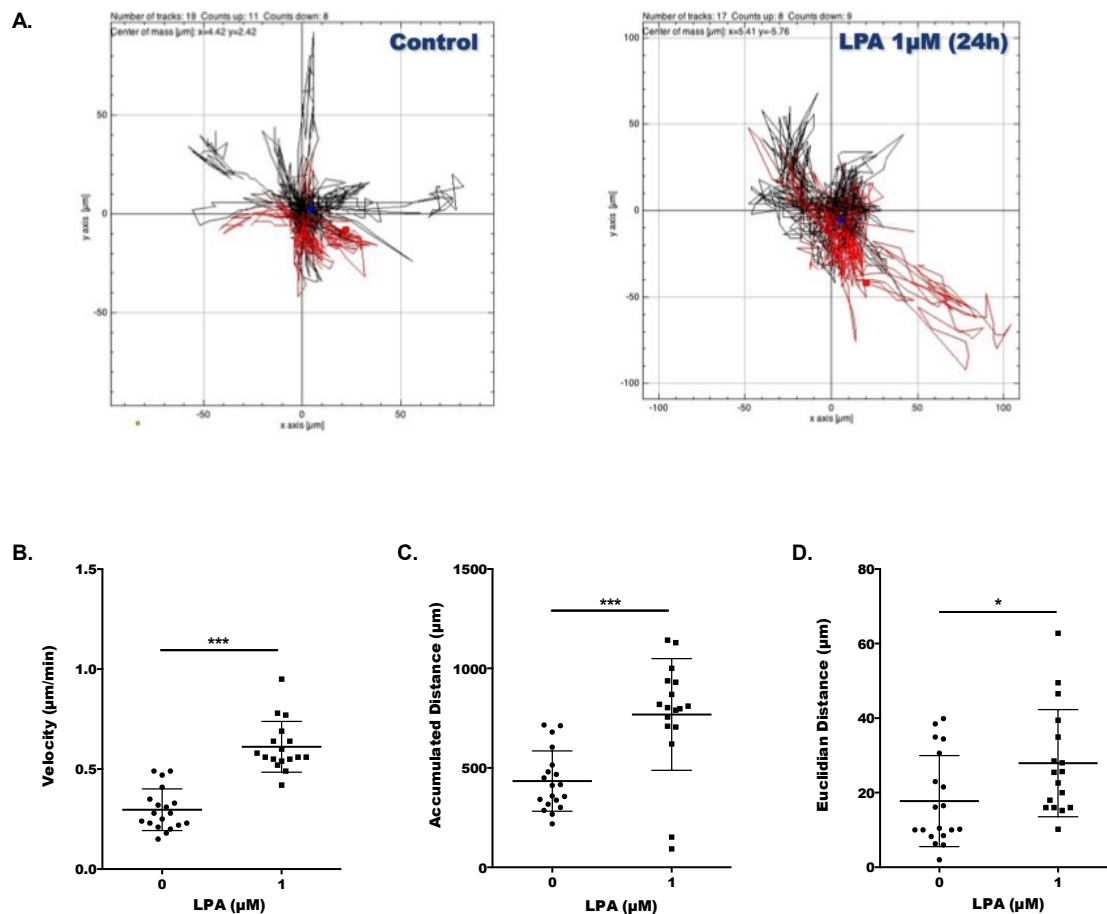 A.
Number of tracks: 19 Counts up: 11 Counts down: 8
Center of mass [µm]: x=4.42 y=2.42
Control
50
0
-50
y axis [µm]
-50
0
50
x axis [µm]
Number of tracks: 17 Counts up: 8 Counts down: 9
Center of mass [µm]: x=5.41 y=-5.76
LPA 1µM (24h)
100
50
0
-50
-100
y axis [µm]
-100
-50
0
50
100
x axis [µm]
B.
1.5
1.0
0.5
0.0
Velocity (µm/min)
***
0
1
LPA (µM)
C.
1500
1000
500
0
Accumulated Distance (µm)
***
0
1
LPA (µM)
D.
80
60
40
20
0
Euclidian Distance (µm)
*
0
1
LPA (µM)